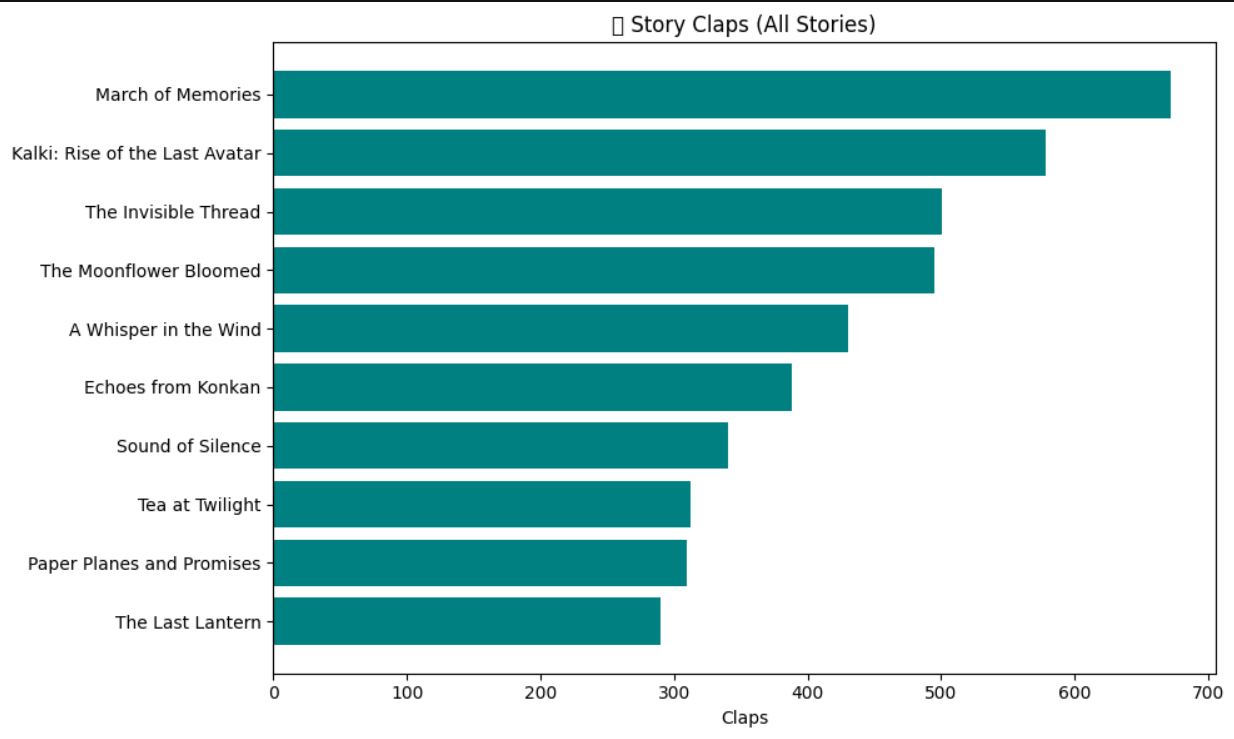 Story Claps (All Stories)
March of Memories
Kalki: Rise of the Last Avatar
The Invisible Thread
The Moonflower Bloomed
A Whisper in the Wind
Echoes from Konkan
Sound of Silence
Tea at Twilight
Paper Planes and Promises
The Last Lantern
0 100 200 300 400 500 600 700
Claps